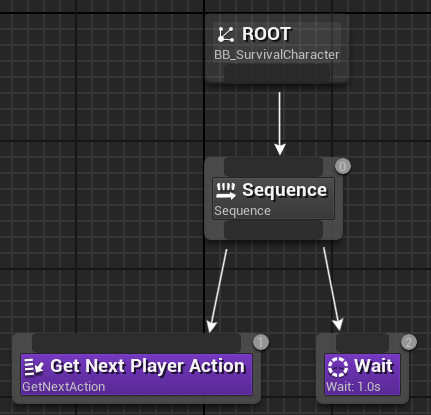 ROOT
BB_SurvivalCharacter
0
Sequence
Sequence
1
2
Get Next Player Action
GetNextAction
Wait
Wait: 1.0s